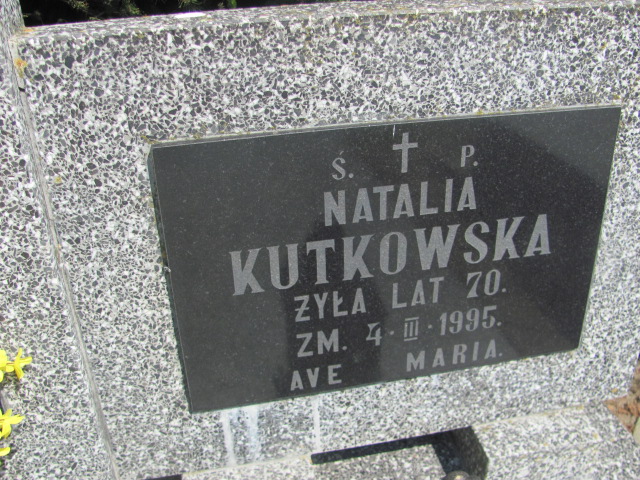 Ś. P.
NATALIA
KUTKOWSKA
ŻYŁA LAT 70.
ZM. 4·III·1995.
AVE MARIA.